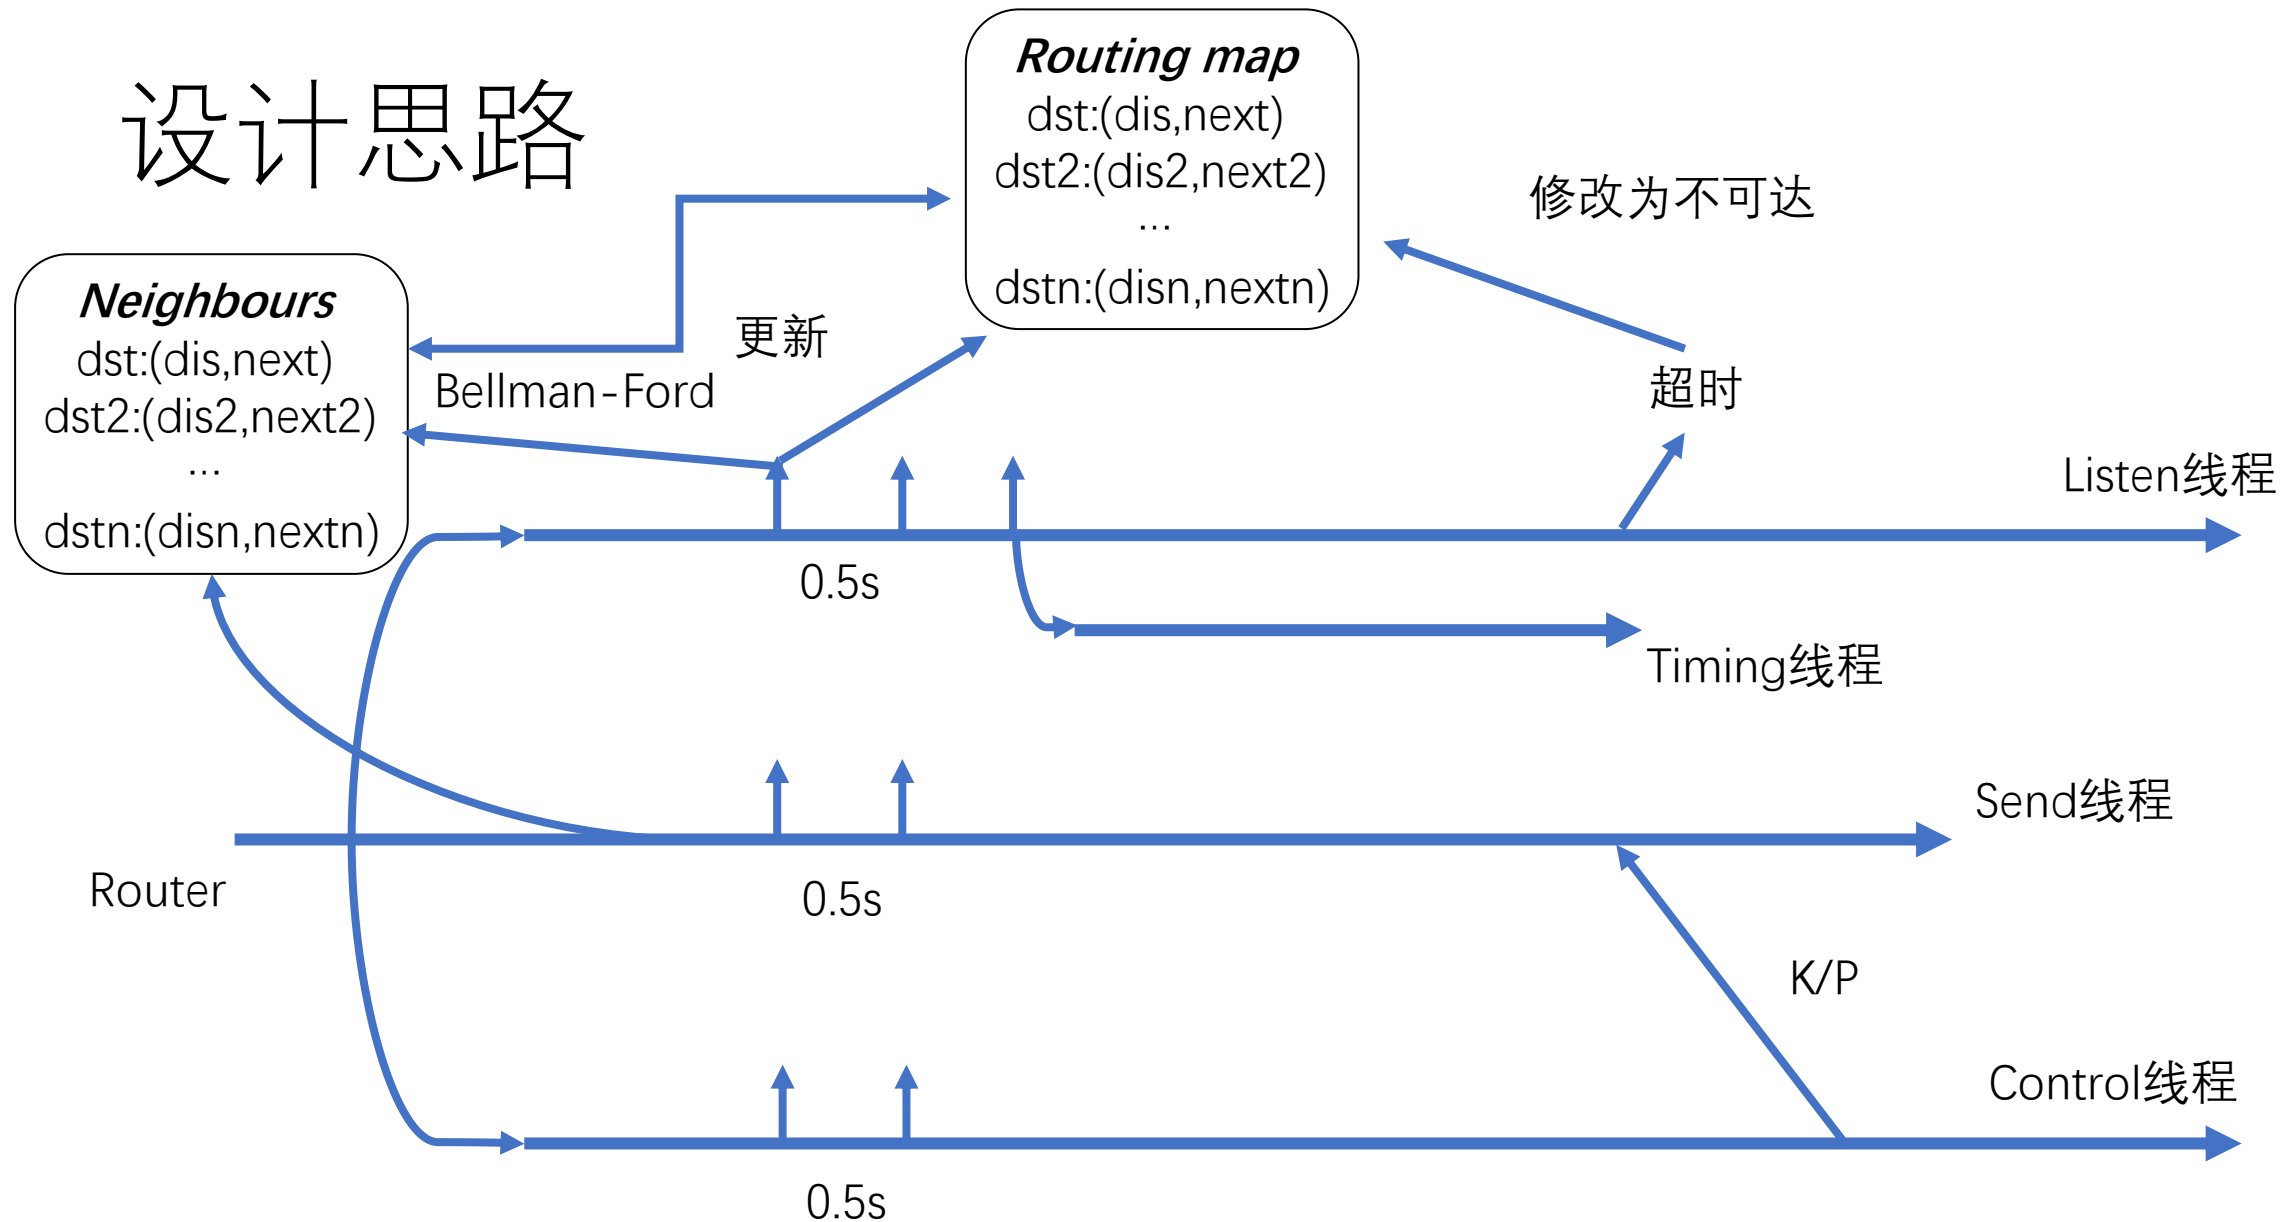 设计思路
Routing map
dst:(dis,next)
dst2:(dis2,next2)
...
dstn:(disn,nextn)
修改为不可达
Neighbours
dst:(dis,next)
dst2:(dis2,next2)
...
dstn:(disn,nextn)
更新
Bellman-Ford
超时
Listen线程
0.5s
Timing线程
Send线程
Router
0.5s
K/P
Control线程
0.5s